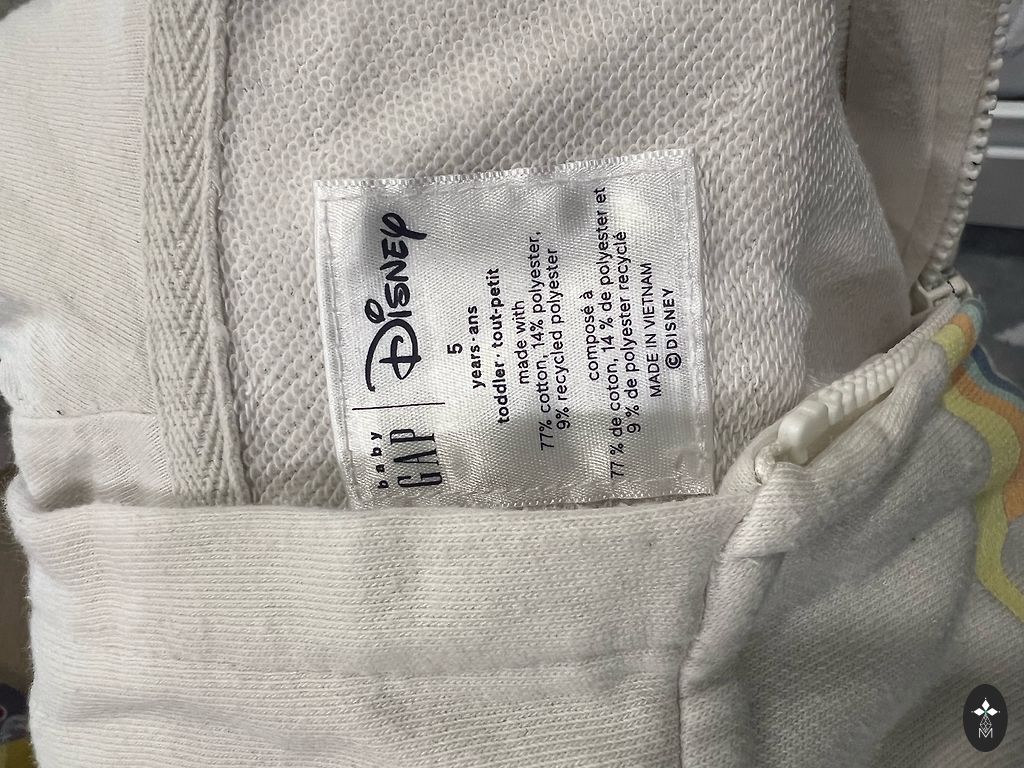 baby
GAP | Disney
5
years·ans
toddler·tout-petit
made with
77% cotton, 14% polyester,
9% recycled polyester
composé à
77 % de coton, 14 % de polyester et
9 % de polyester recyclé
MADE IN VIETNAM
©DISNEY
M